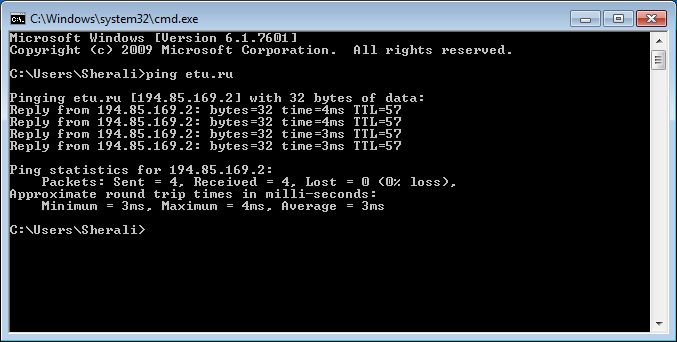 C:\Windows\system32\cmd.exe
Microsoft Windows [Version 6.1.7601]
Copyright (c) 2009 Microsoft Corporation.  All rights reserved.
C:\Users\Sherali>ping etu.ru
Pinging etu.ru [194.85.169.2] with 32 bytes of data:
Reply from 194.85.169.2: bytes=32 time=4ms TTL=57
Reply from 194.85.169.2: bytes=32 time=4ms TTL=57
Reply from 194.85.169.2: bytes=32 time=3ms TTL=57
Reply from 194.85.169.2: bytes=32 time=3ms TTL=57
Ping statistics for 194.85.169.2:
    Packets: Sent = 4, Received = 4, Lost = 0 (0% loss),
Approximate round trip times in milli-seconds:
    Minimum = 3ms, Maximum = 4ms, Average = 3ms
C:\Users\Sherali>